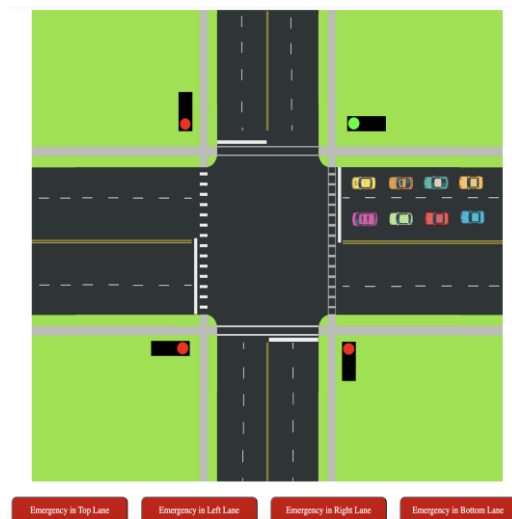 Emergency in Top Lane
Emergency in Left Lane
Emergency in Right Lane
Emergency in Bottom Lane